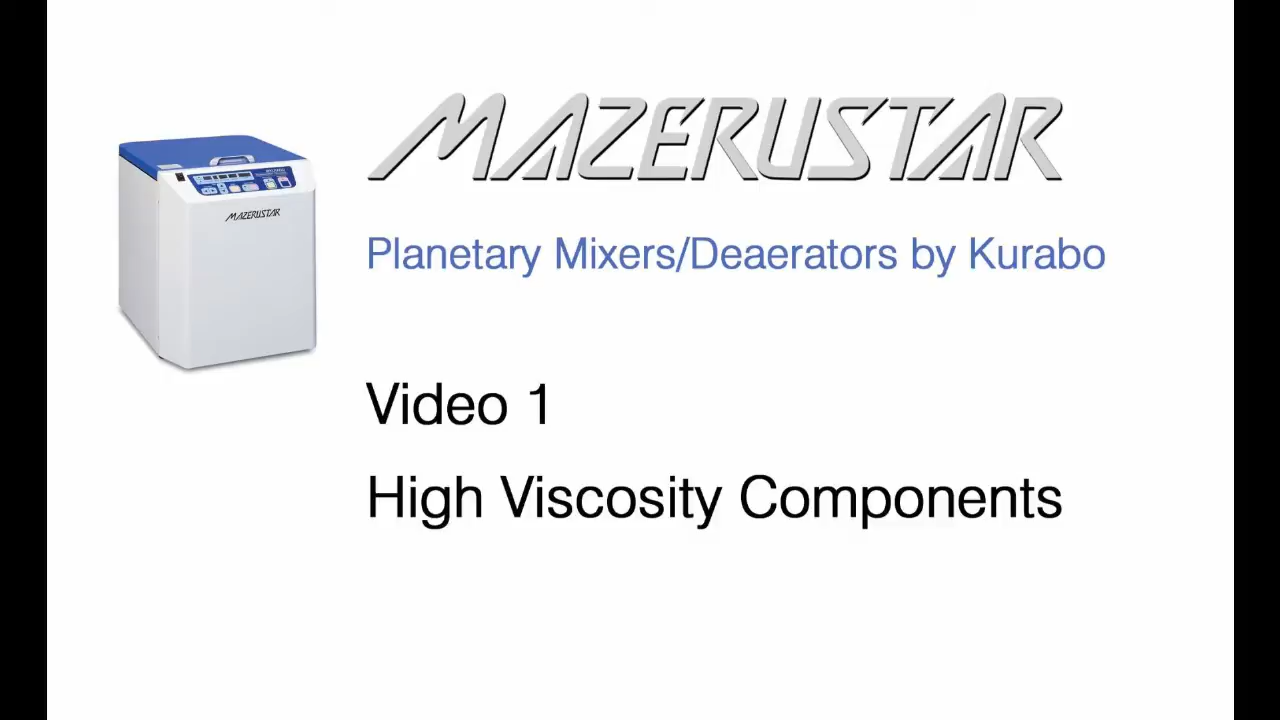 MAZERUSTAR
Planetary Mixers/Deaerators by Kurabo
MAZERUSTAR
Video 1
High Viscosity Components